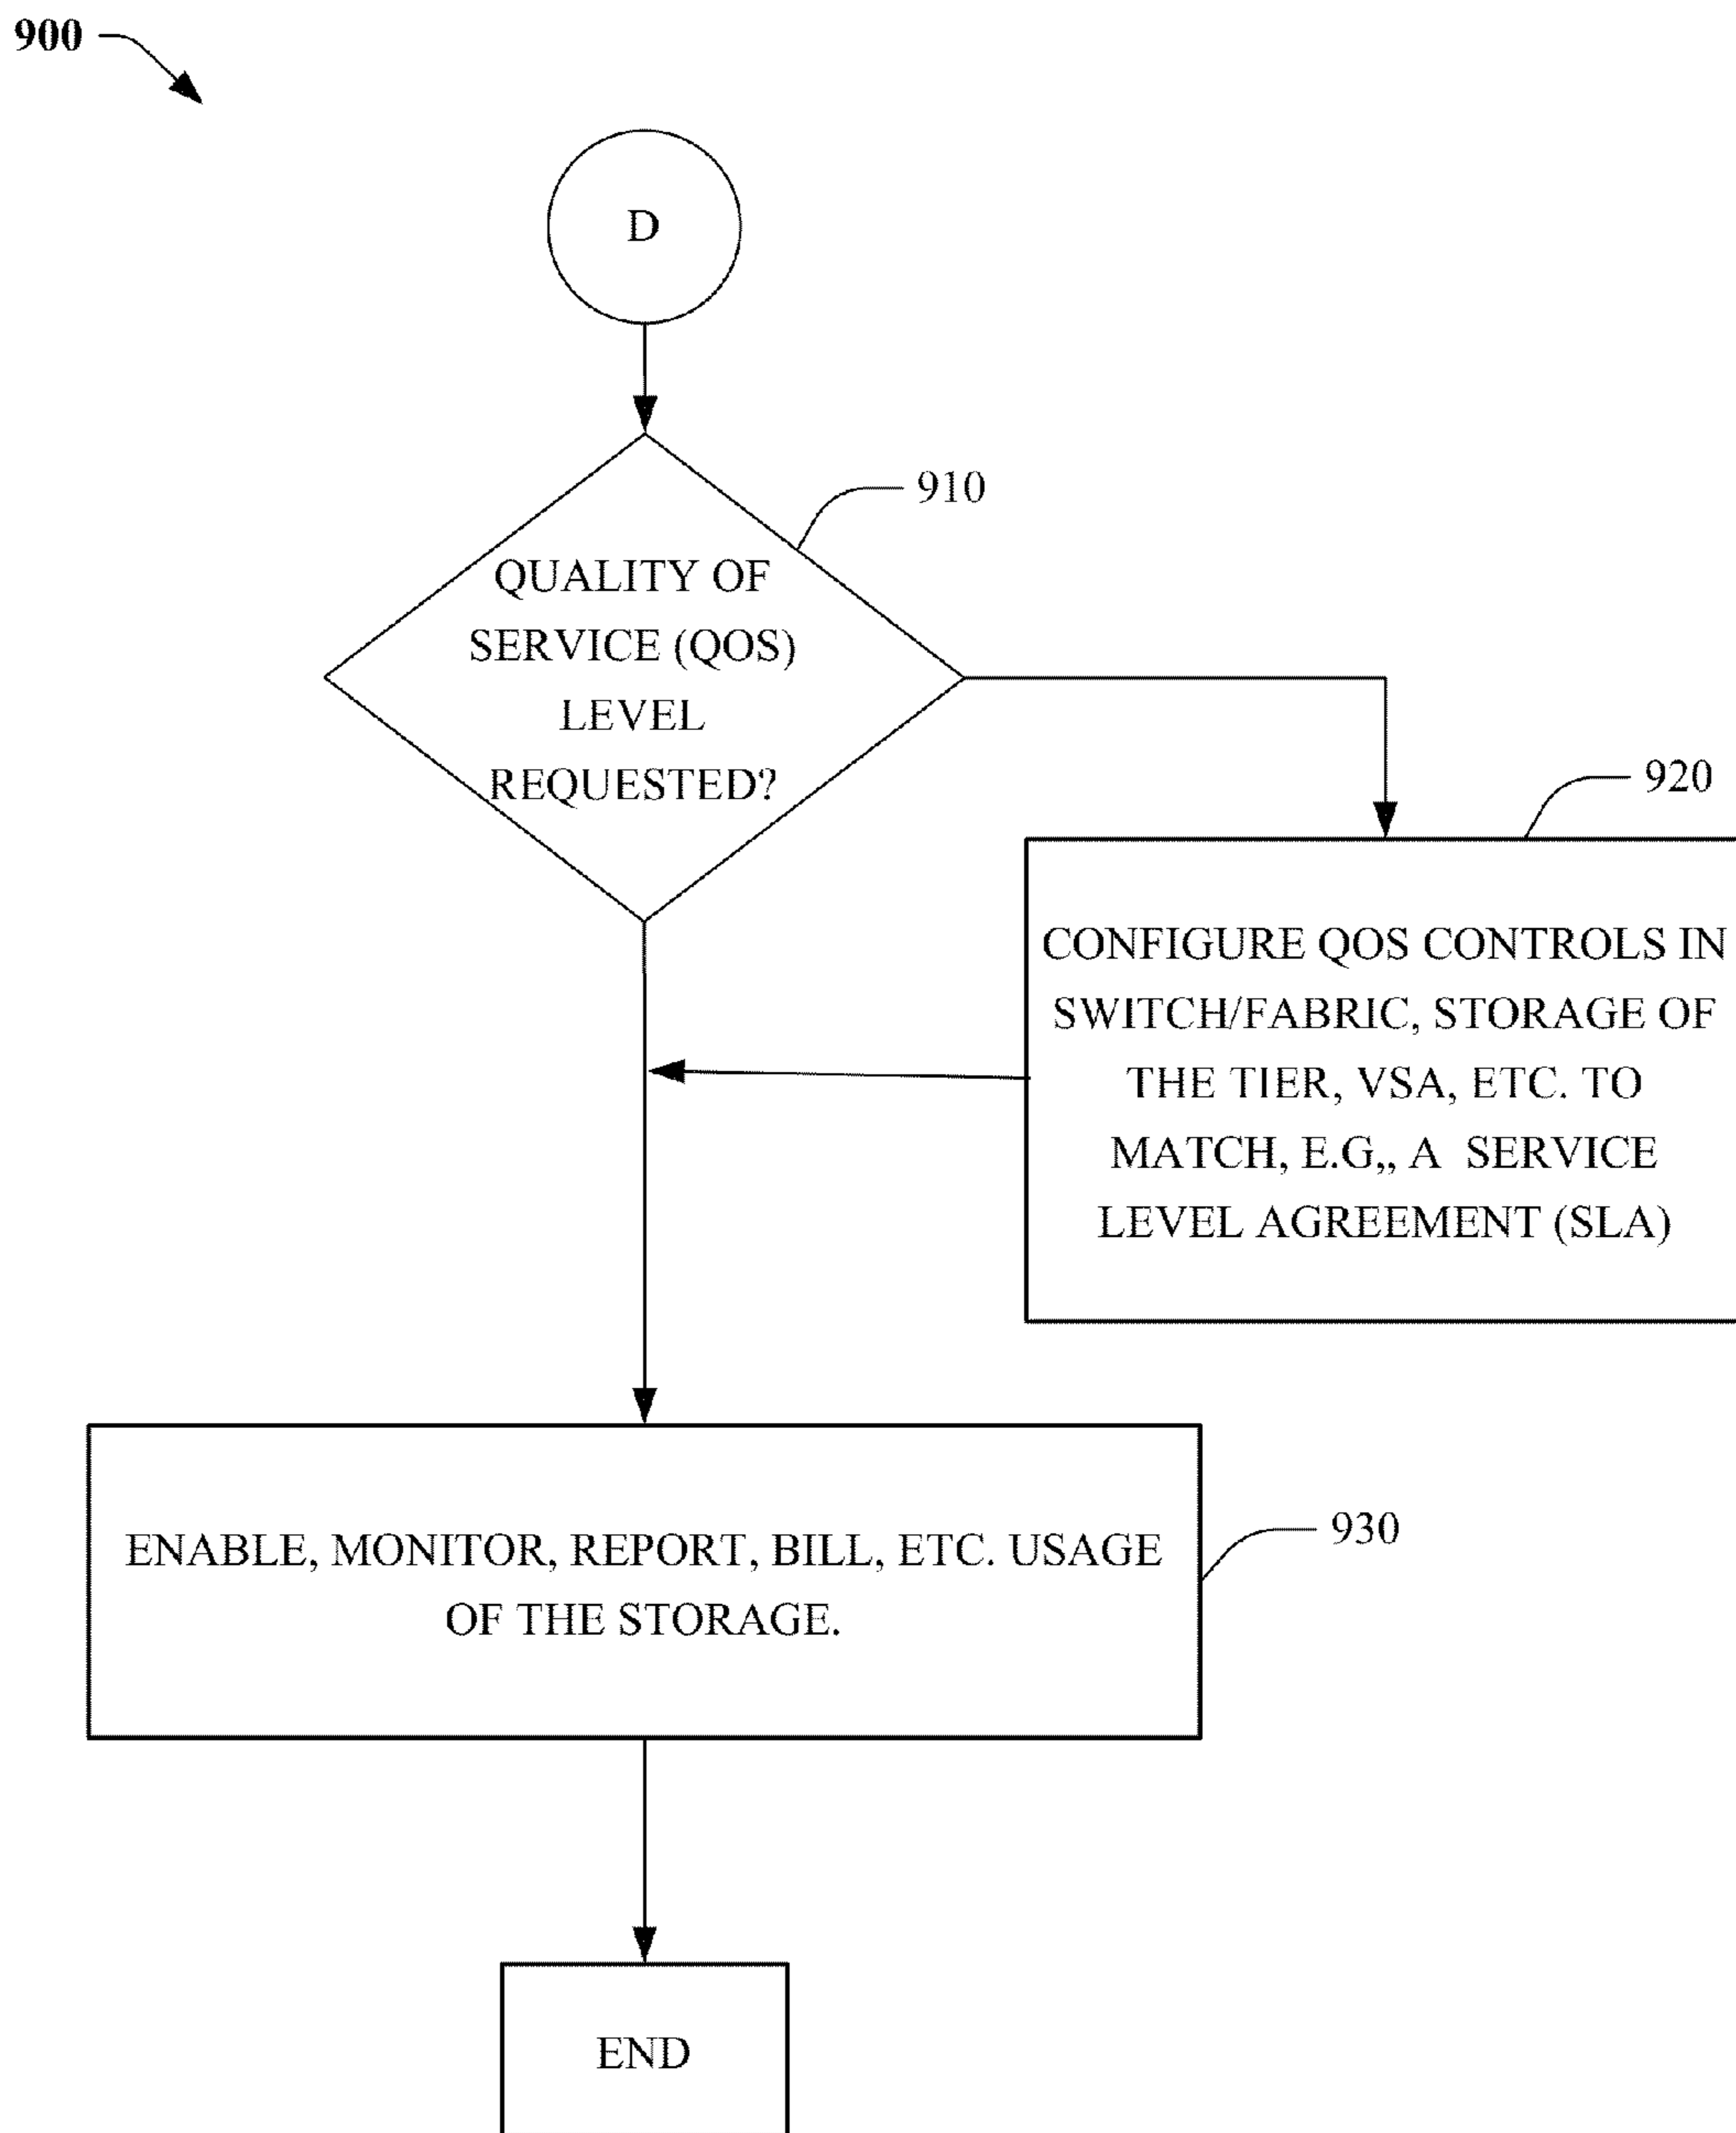 900
D
910
QUALITY OF
SERVICE (QOS)
LEVEL
REQUESTED?
920
CONFIGURE QOS CONTROLS IN
SWITCH/FABRIC, STORAGE OF
THE TIER, VSA, ETC. TO
MATCH, E.G,, A SERVICE
LEVEL AGREEMENT (SLA)
930
ENABLE, MONITOR, REPORT, BILL, ETC. USAGE
OF THE STORAGE.
END